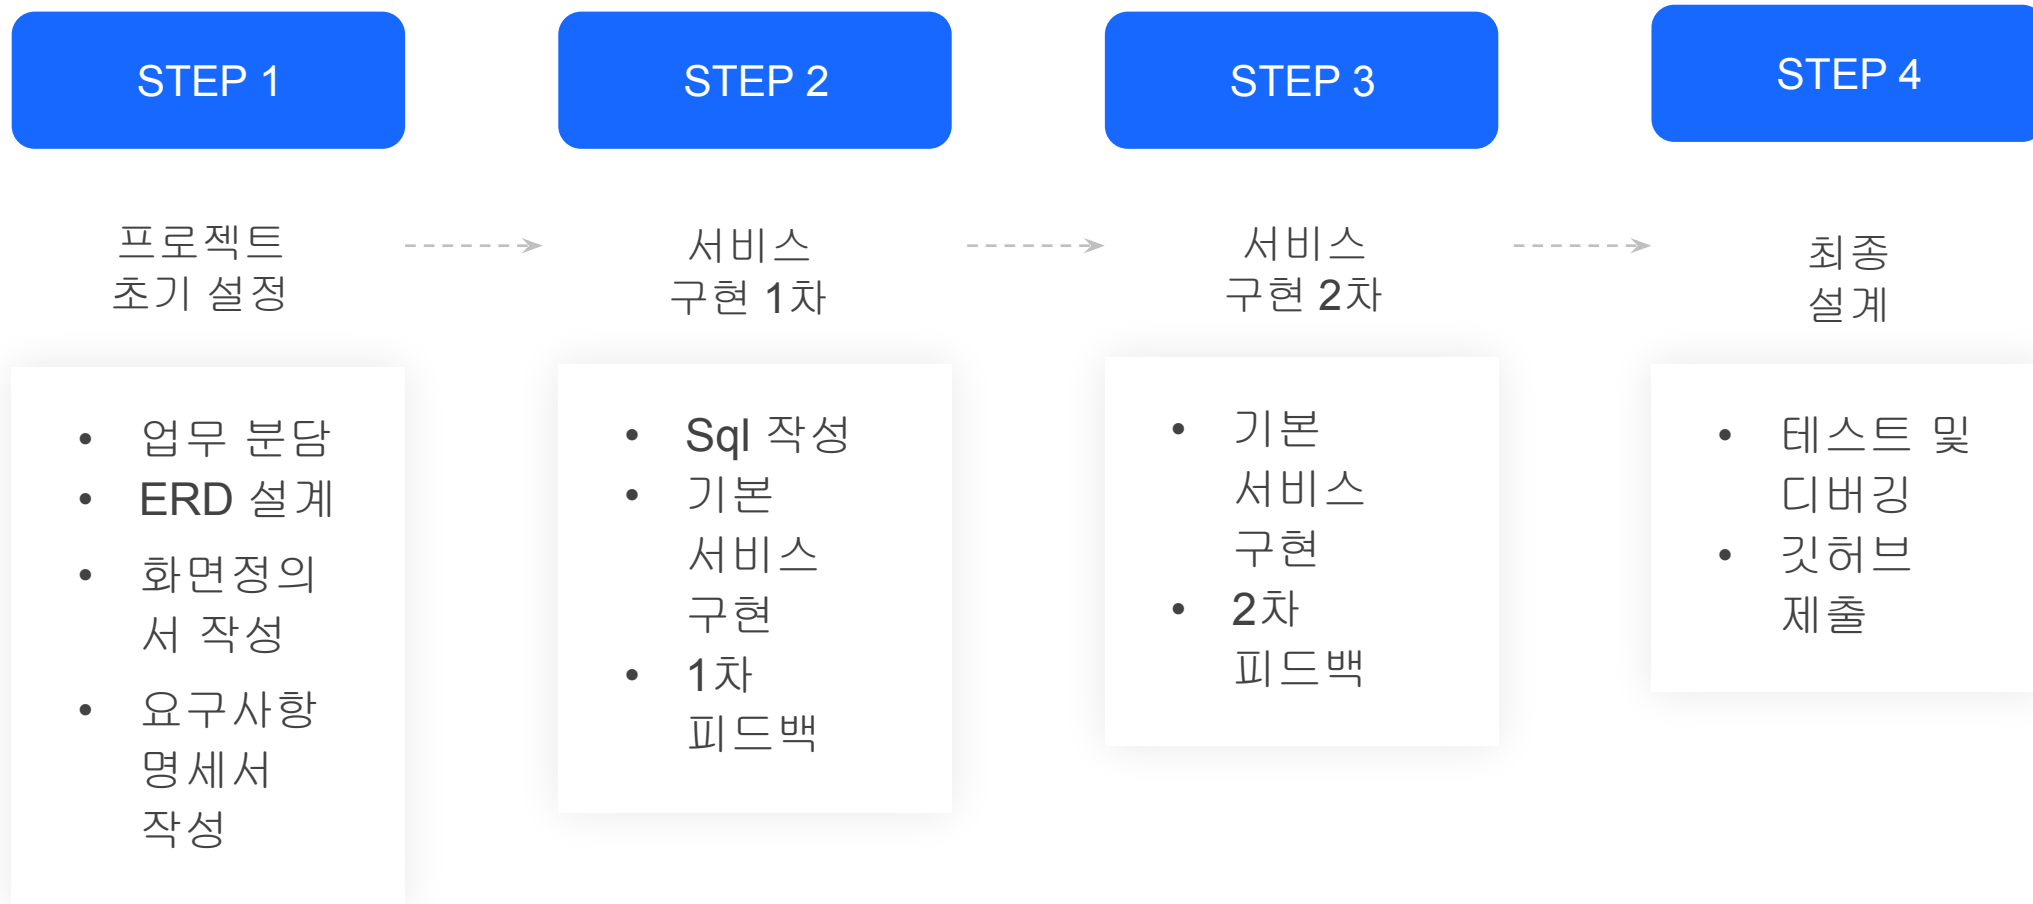 STEP 1
프로젝트
초기 설정
• 업무 분담
• ERD 설계
• 화면정의
서 작성
• 요구사항
명세서
작성
STEP 2
서비스
구현 1차
• Sql 작성
• 기본
서비스
구현
• 1차
피드백
STEP 3
서비스
구현 2차
• 기본
서비스
구현
• 2차
피드백
STEP 4
최종
설계
• 테스트 및
디버깅
• 깃허브
제출